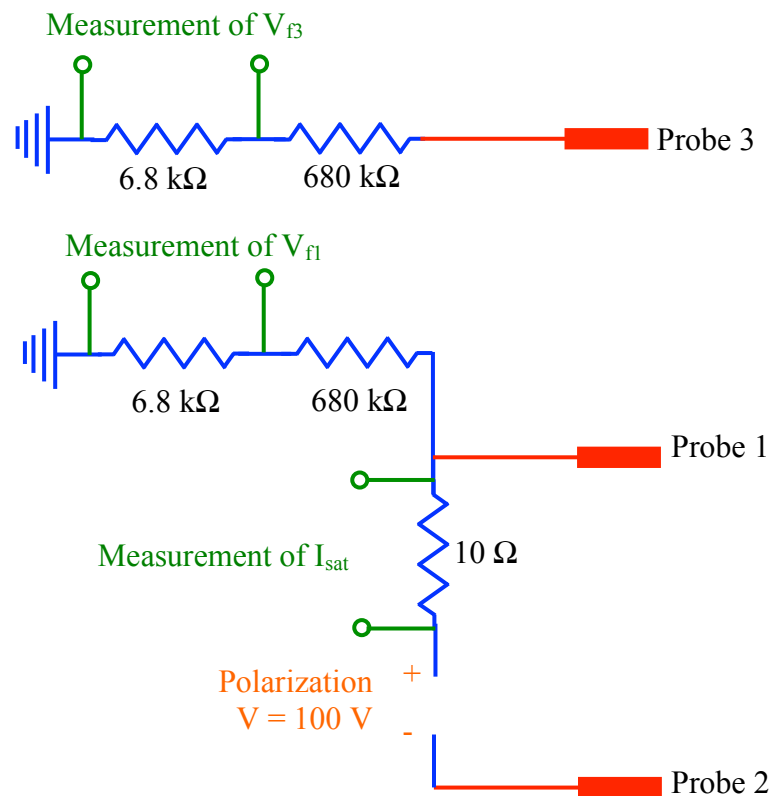 Measurement of Vf3
Probe 3
6.8 kΩ
680 kΩ
Measurement of Vf1
6.8 kΩ
680 kΩ
Probe 1
10 Ω
Measurement of Isat
+
Polarization
V = 100 V
-
Probe 2